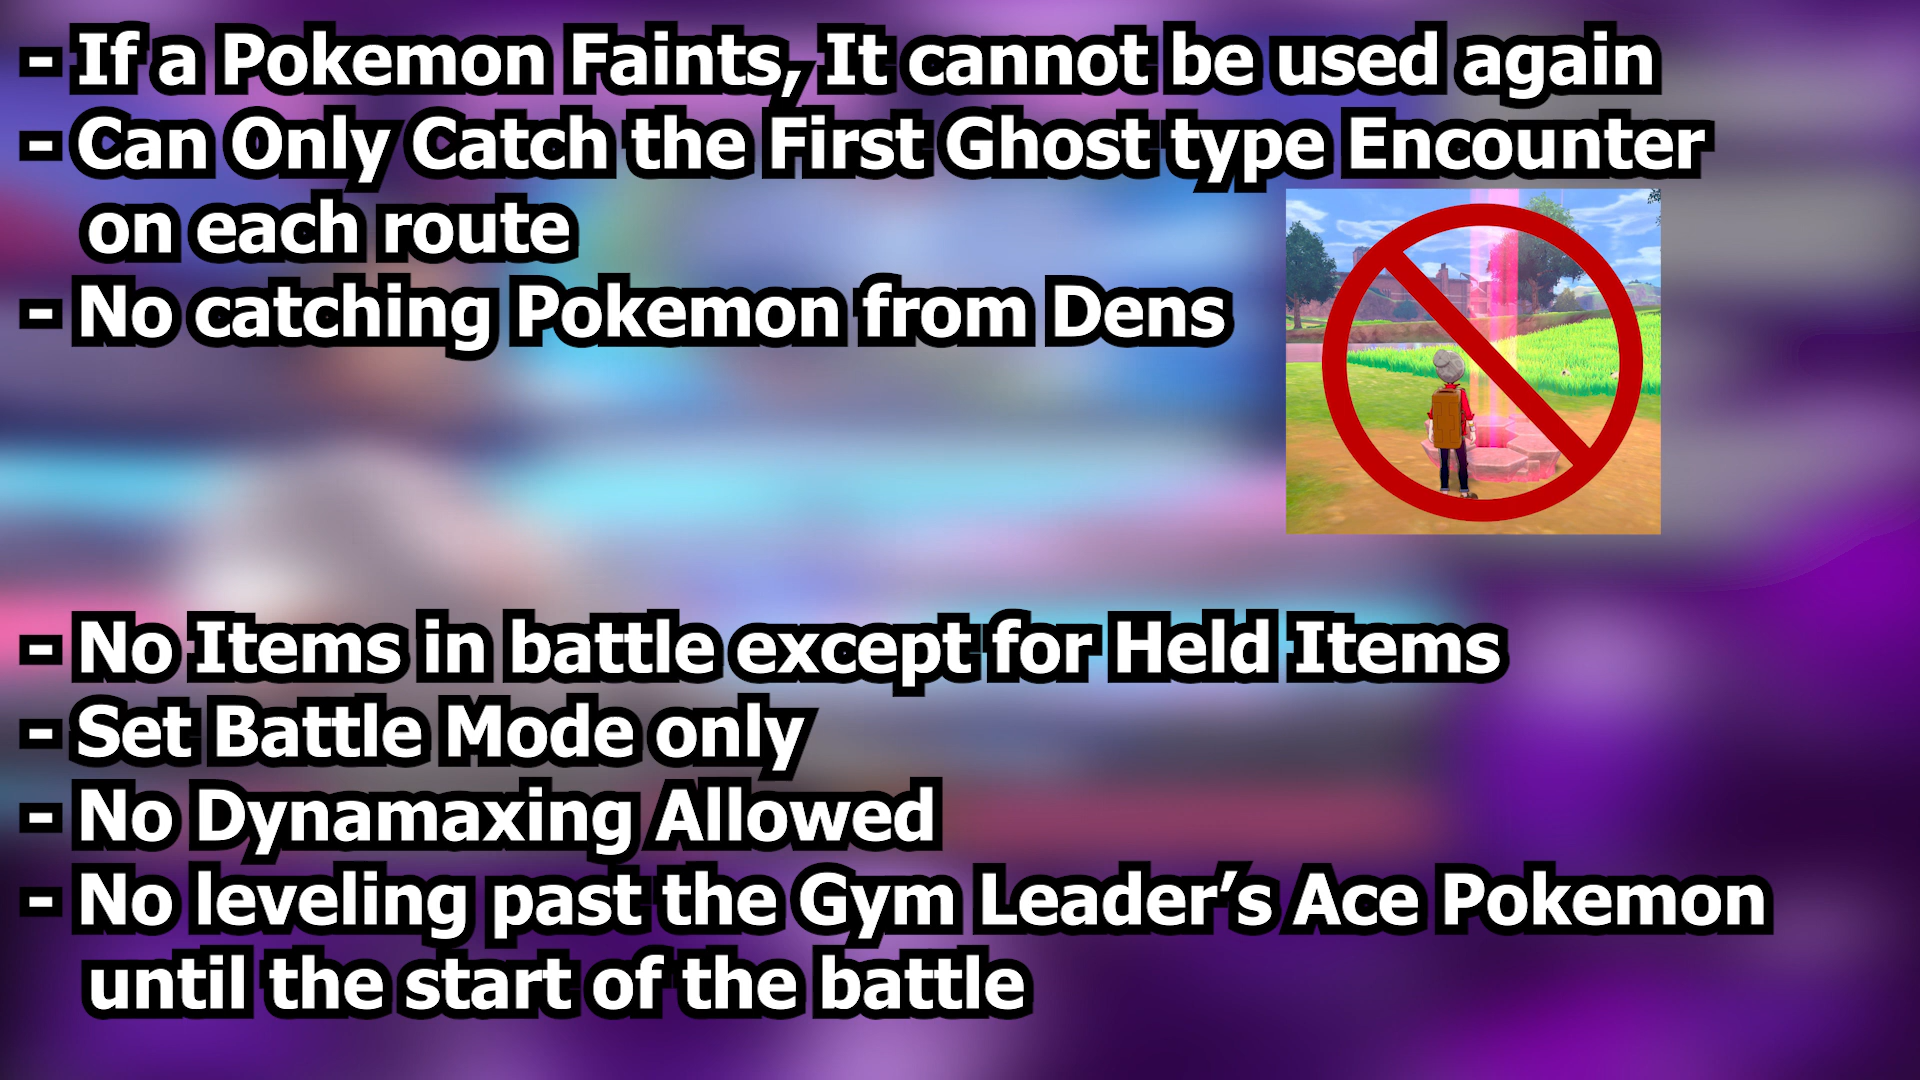 - If a Pokemon Faints, It cannot be used again
- Can Only Catch the First Ghost type Encounter
on each route
- No catching Pokemon from Dens
- No Items in battle except for Held Items
- Set Battle Mode only
- No Dynamaxing Allowed
- No leveling past the Gym Leader’s Ace Pokemon
until the start of the battle